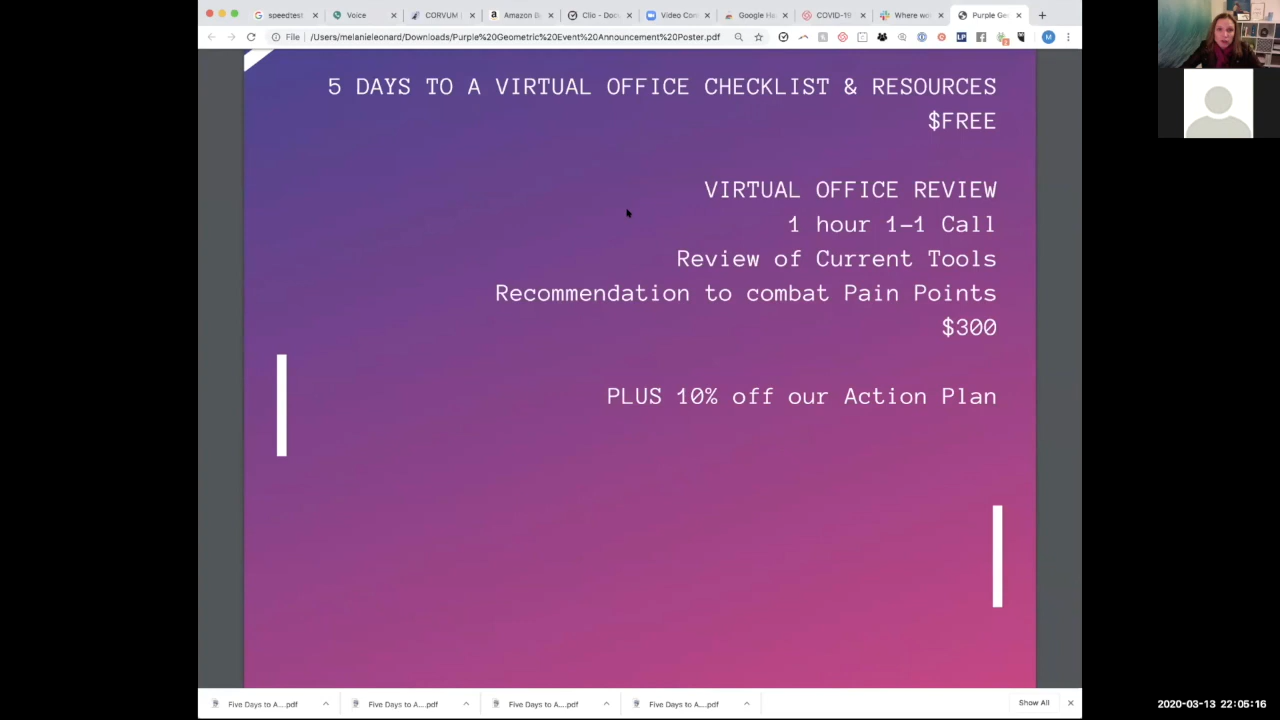 speedtest
Voice
CORVUM
Amazon B
Clio - Doc
Video Con
Google Ha
COVID-19
Where wo
Purple Ge
File
/Users/melanieleonard/Downloads/Purple%20Geometric%20Event%20Announcement%20Poster.pdf
M
5 DAYS TO A VIRTUAL OFFICE CHECKLIST & RESOURCES
$FREE
VIRTUAL OFFICE REVIEW
1 hour 1-1 Call
Review of Current Tools
Recommendation to combat Pain Points
$300
PLUS 10% off our Action Plan
Five Days to A....pdf
Five Days to A....pdf
Five Days to A....pdf
Five Days to A....pdf
Show All
2020-03-13 22:05:16